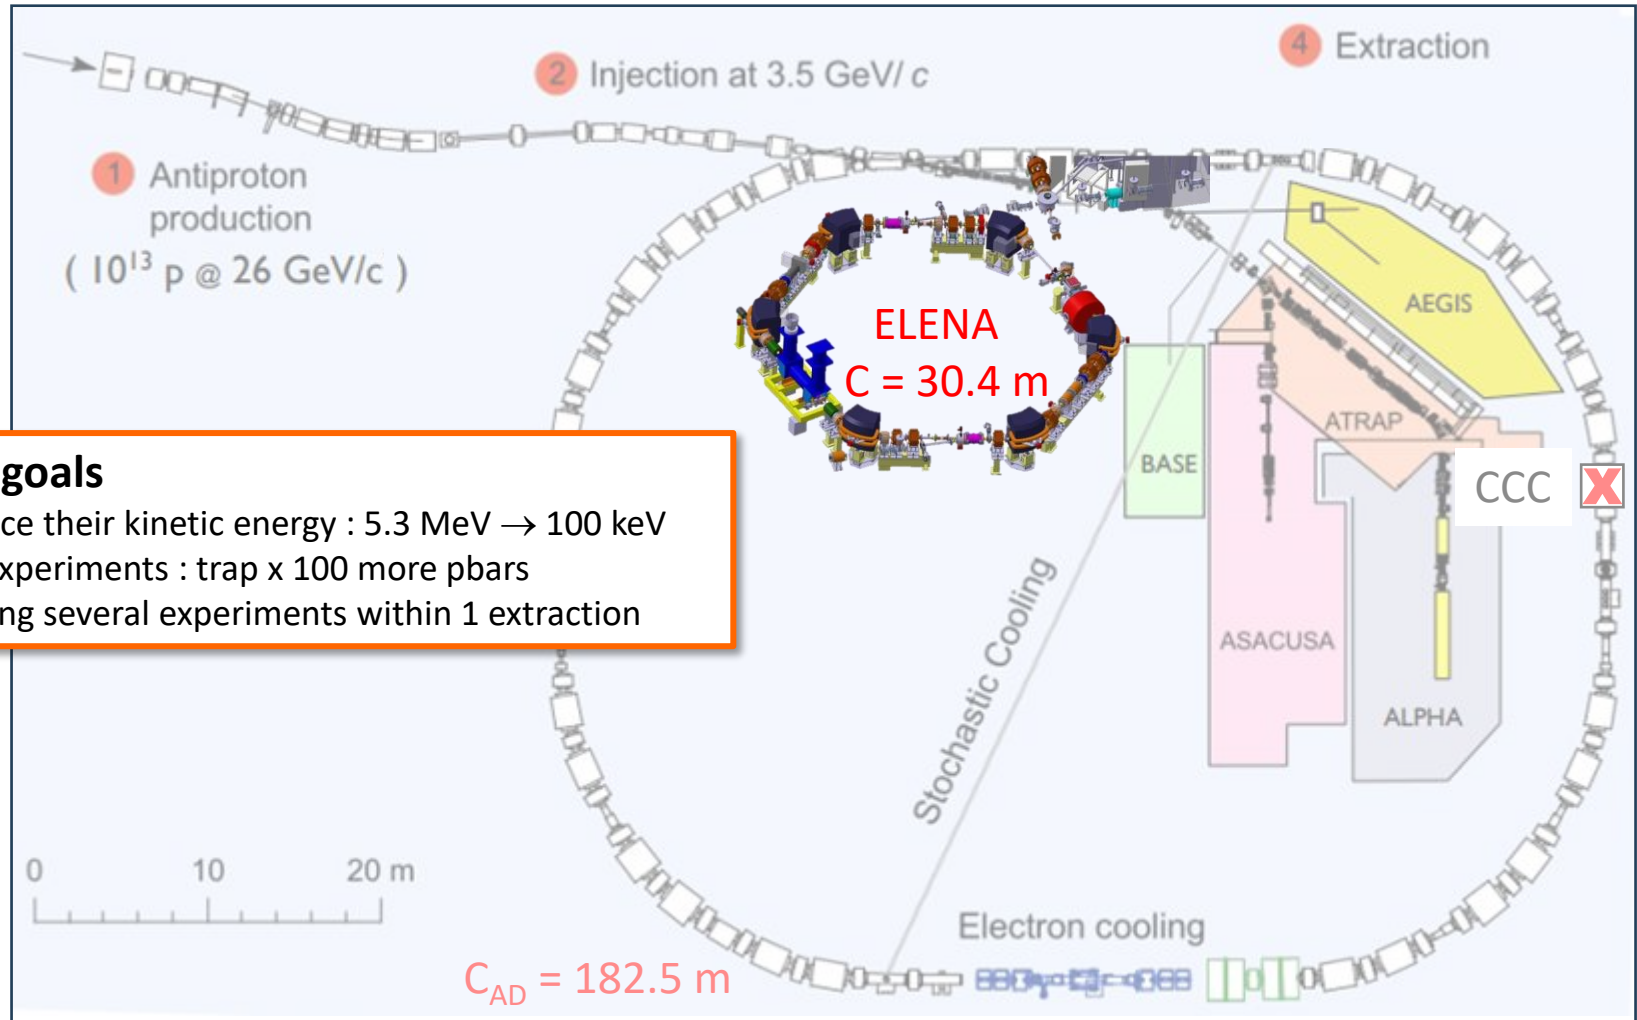 4 Extraction
2 Injection at 3.5 GeV/ c
1 Antiproton
production
( 10¹³ p @ 26 GeV/c )
AEGIS
ELENA
C = 30.4 m
ATRAP
BASE
CCC X
goals
ce their kinetic energy : 5.3 MeV → 100 keV
xperiments : trap x 100 more pbars
ng several experiments within 1 extraction
ASACUSA
ALPHA
Stochastic Cooling
0 10 20 m
Electron cooling
C_AD = 182.5 m